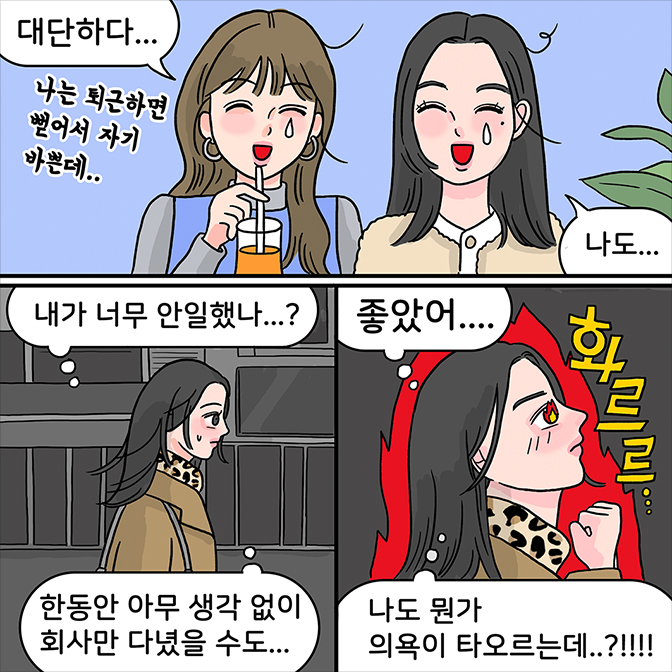 대단하다...
나는 퇴근하면
뻗어서 자기
바쁜데..
나도...
내가 너무 안일했나...?
한동안 아무 생각 없이
회사만 다녔을 수도...
좋았어....
화르르르...
나도 뭔가
의욕이 타오르는데..?!!!!